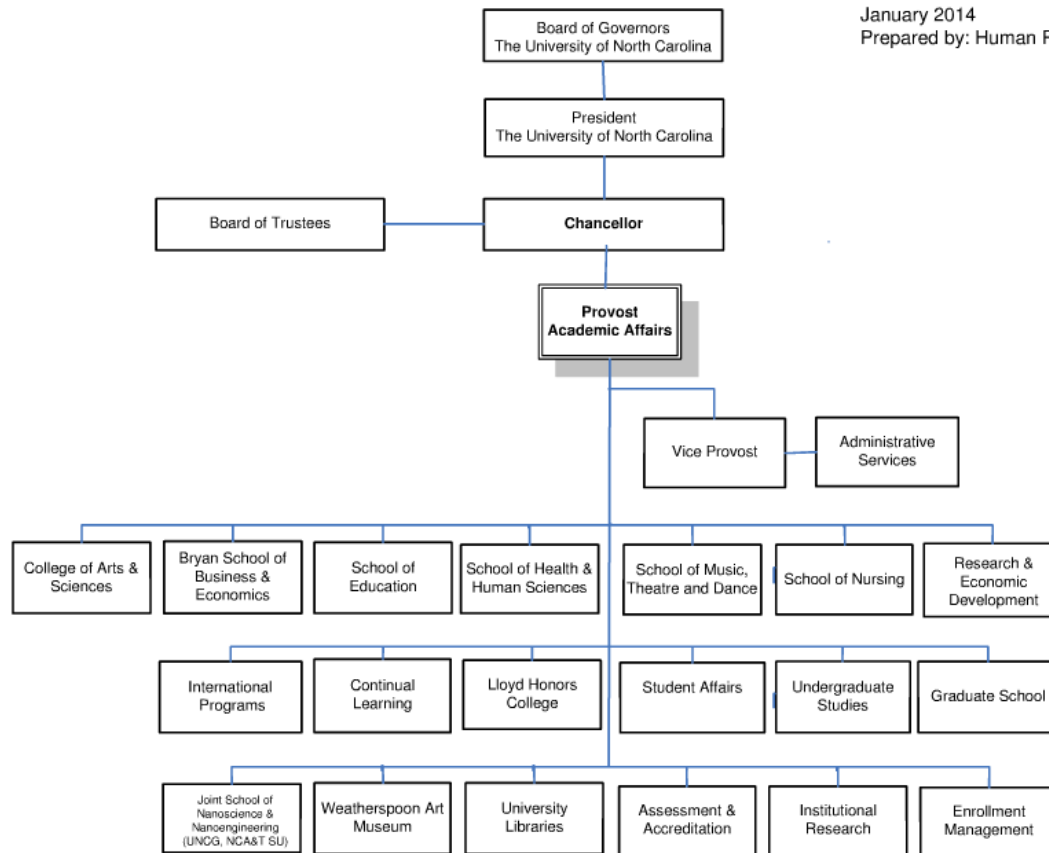 January 2014
Prepared by: Human
Board of Governors
The University of North Carolina
President
The University of North Carolina
Board of Trustees
Chancellor
Provost
Academic Affairs
Vice Provost
Administrative
Services
College of Arts &
Sciences
Bryan School of
Business &
Economics
School of
Education
School of Health &
Human Sciences
School of Music,
Theatre and Dance
School of Nursing
Research &
Economic
Development
International
Programs
Continual
Learning
Lloyd Honors
College
Student Affairs
Undergraduate
Studies
Graduate School
Joint School of
Nanoscience &
Nanoengineering
(UNCG, NCA&T SU)
Weatherspoon Art
Museum
University
Libraries
Assessment &
Accreditation
Institutional
Research
Enrollment
Management